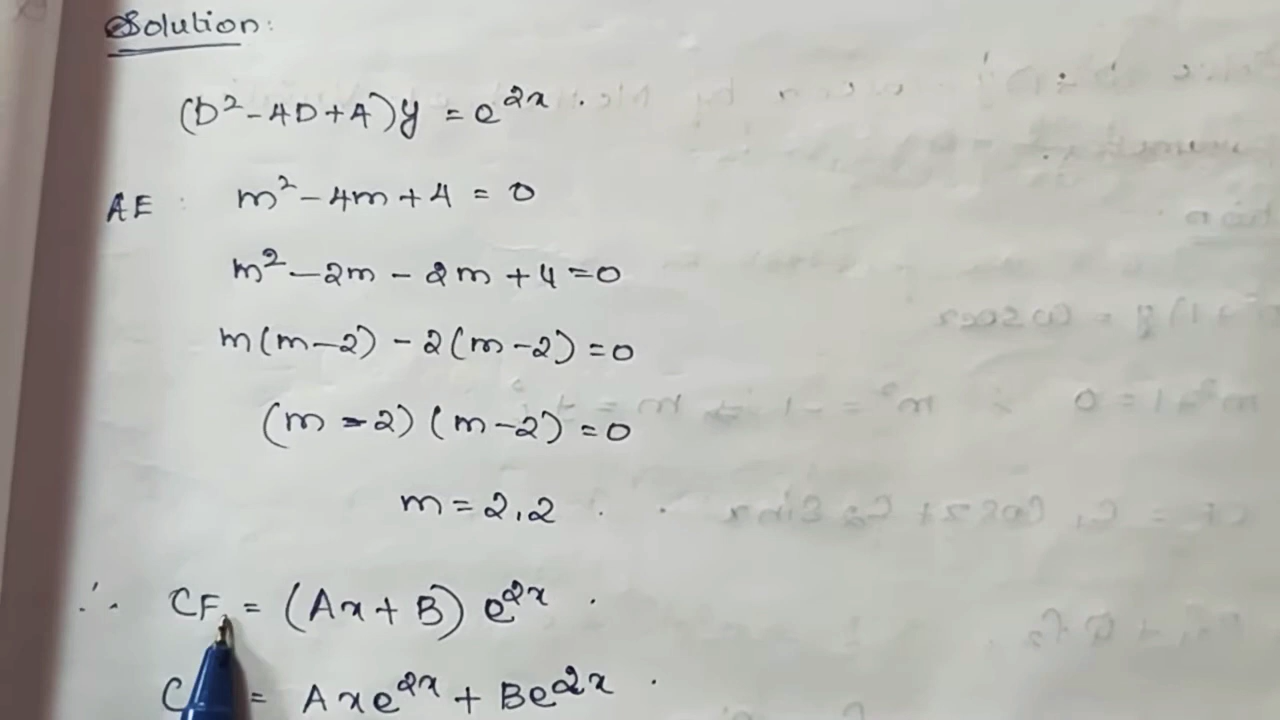 Solution:
(D² - 4D + 4)y = e^{2x}.
AE : m² - 4m + 4 = 0
m² - 2m - 2m + 4 = 0
m(m-2) - 2(m-2) = 0
(m-2)(m-2) = 0
m = 2,2.
∴ CF = (Ax + B) e^{2x}.
C = Axe^{2x} + Be^{2x}.